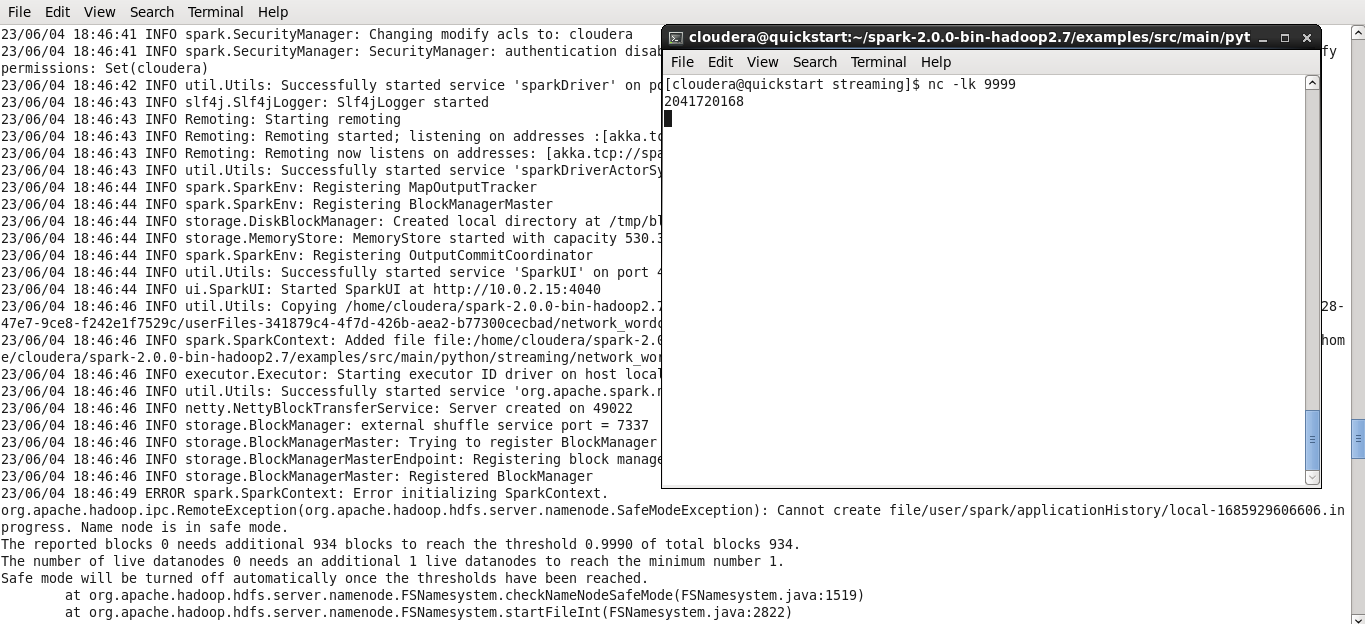 File Edit View Search Terminal Help
23/06/04 18:46:41 INFO spark.SecurityManager: Changing modify acls to: cloudera
23/06/04 18:46:41 INFO spark.SecurityManager: SecurityManager: authentication disab
fy
permissions: Set(cloudera)
23/06/04 18:46:42 INFO util.Utils: Successfully started service 'sparkDriver' on po
23/06/04 18:46:43 INFO slf4j.Slf4jLogger: Slf4jLogger started
23/06/04 18:46:43 INFO Remoting: Starting remoting
23/06/04 18:46:43 INFO Remoting: Remoting started; listening on addresses :[akka.tc
23/06/04 18:46:43 INFO Remoting: Remoting now listens on addresses: [akka.tcp://spa
23/06/04 18:46:43 INFO util.Utils: Successfully started service 'sparkDriverActorSy
23/06/04 18:46:44 INFO spark.SparkEnv: Registering MapOutputTracker
23/06/04 18:46:44 INFO spark.SparkEnv: Registering BlockManagerMaster
23/06/04 18:46:44 INFO storage.DiskBlockManager: Created local directory at /tmp/bl
23/06/04 18:46:44 INFO storage.MemoryStore: MemoryStore started with capacity 530.3
23/06/04 18:46:44 INFO spark.SparkEnv: Registering OutputCommitCoordinator
23/06/04 18:46:44 INFO util.Utils: Successfully started service 'SparkUI' on port 4
23/06/04 18:46:44 INFO ui.SparkUI: Started SparkUI at http://10.0.2.15:4040
23/06/04 18:46:46 INFO util.Utils: Copying /home/cloudera/spark-2.0.0-bin-hadoop2.7
28-
47e7-9ce8-f242e1f7529c/userFiles-341879c4-4f7d-426b-aea2-b77300cecbad/network_wordc
23/06/04 18:46:46 INFO spark.SparkContext: Added file file:/home/cloudera/spark-2.0
hom
e/cloudera/spark-2.0.0-bin-hadoop2.7/examples/src/main/python/streaming/network_wor
23/06/04 18:46:46 INFO executor.Executor: Starting executor ID driver on host local
23/06/04 18:46:46 INFO util.Utils: Successfully started service 'org.apache.spark.n
23/06/04 18:46:46 INFO netty.NettyBlockTransferService: Server created on 49022
23/06/04 18:46:46 INFO storage.BlockManager: external shuffle service port = 7337
23/06/04 18:46:46 INFO storage.BlockManagerMaster: Trying to register BlockManager
23/06/04 18:46:46 INFO storage.BlockManagerMasterEndpoint: Registering block manage
23/06/04 18:46:46 INFO storage.BlockManagerMaster: Registered BlockManager
23/06/04 18:46:49 ERROR spark.SparkContext: Error initializing SparkContext.
org.apache.hadoop.ipc.RemoteException(org.apache.hadoop.hdfs.server.namenode.SafeModeException): Cannot create file/user/spark/applicationHistory/local-1685929606606.in
progress. Name node is in safe mode.
The reported blocks 0 needs additional 934 blocks to reach the threshold 0.9990 of total blocks 934.
The number of live datanodes 0 needs an additional 1 live datanodes to reach the minimum number 1.
Safe mode will be turned off automatically once the thresholds have been reached.
at org.apache.hadoop.hdfs.server.namenode.FSNamesystem.checkNameNodeSafeMode(FSNamesystem.java:1519)
at org.apache.hadoop.hdfs.server.namenode.FSNamesystem.startFileInt(FSNamesystem.java:2822)
cloudera@quickstart:~/spark-2.0.0-bin-hadoop2.7/examples/src/main/pyt
File Edit View Search Terminal Help
[cloudera@quickstart streaming]$ nc -lk 9999
2041720168